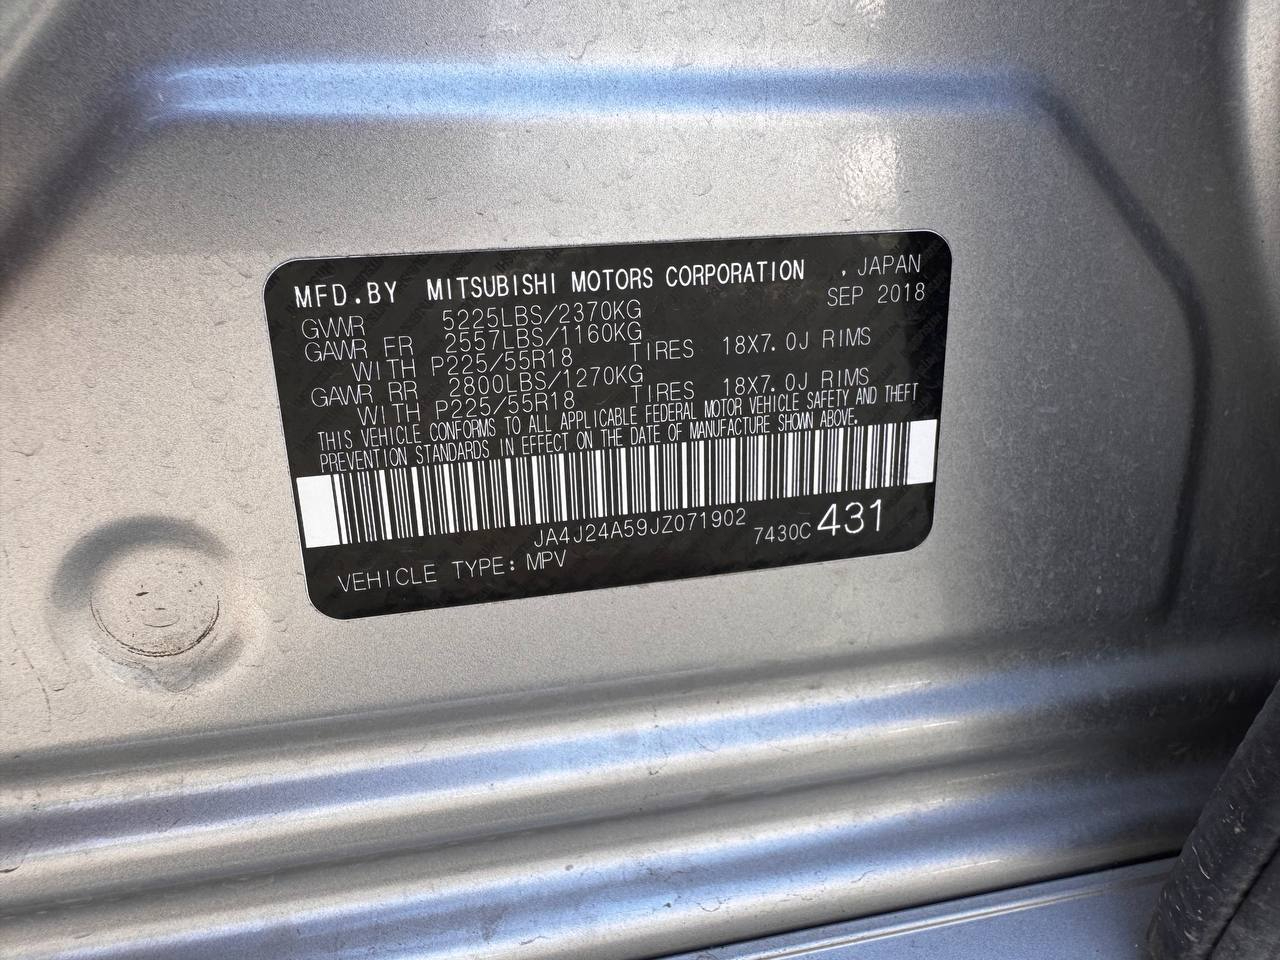 MFD.BY MITSUBISHI MOTORS CORPORATION , JAPAN
SEP 2018
GVWR 5225LBS/2370KG
GAWR FR 2557LBS/1160KG
WITH P225/55R18 TIRES 18X7.0J RIMS
GAWR RR 2800LBS/1270KG
WITH P225/55R18 TIRES 18X7.0J RIMS
THIS VEHICLE CONFORMS TO ALL APPLICABLE FEDERAL MOTOR VEHICLE SAFETY AND THEFT
PREVENTION STANDARDS IN EFFECT ON THE DATE OF MANUFACTURE SHOWN ABOVE.
JA4J24A59JZ071902
7430C 431
VEHICLE TYPE: MPV